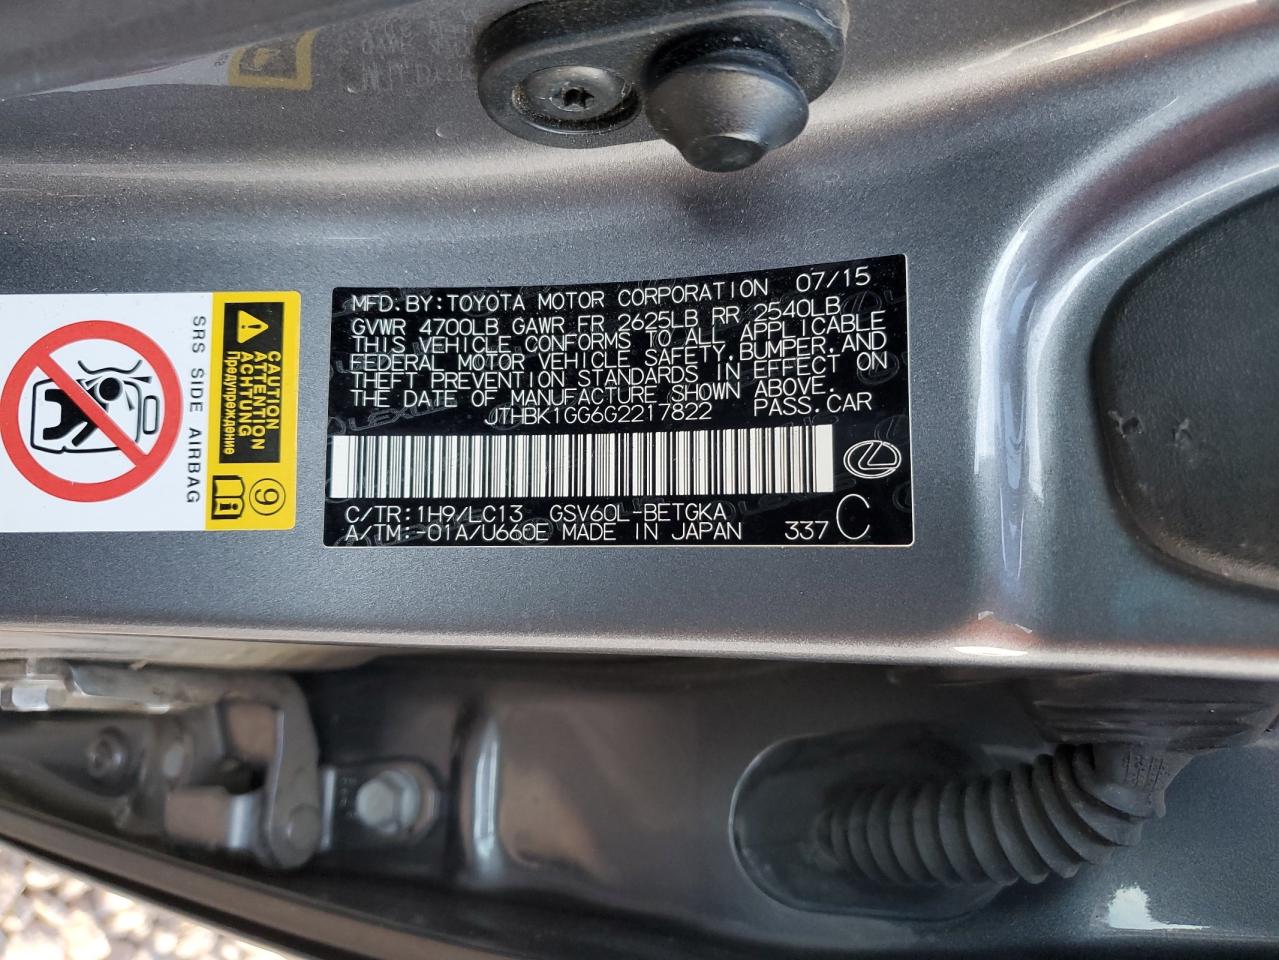 MFD.BY:TOYOTA MOTOR CORPORATION 07/15
GVWR 4700LB GAWR FR 2625LB RR 2540LB
THIS VEHICLE CONFORMS TO ALL APPLICABLE
FEDERAL MOTOR VEHICLE SAFETY,BUMPER,AND
THEFT PREVENTION STANDARDS IN EFFECT ON
THE DATE OF MANUFACTURE SHOWN ABOVE.
JTHBK1GG6G2217822 PASS.CAR
C/TR:1H9/LC13 GSV60L-BETGKA
A/TM:-01A/U660E MADE IN JAPAN 337 C
SRS SIDE AIRBAG
CAUTION
ATTENTION
ACHTUNG
Предупреждение
9